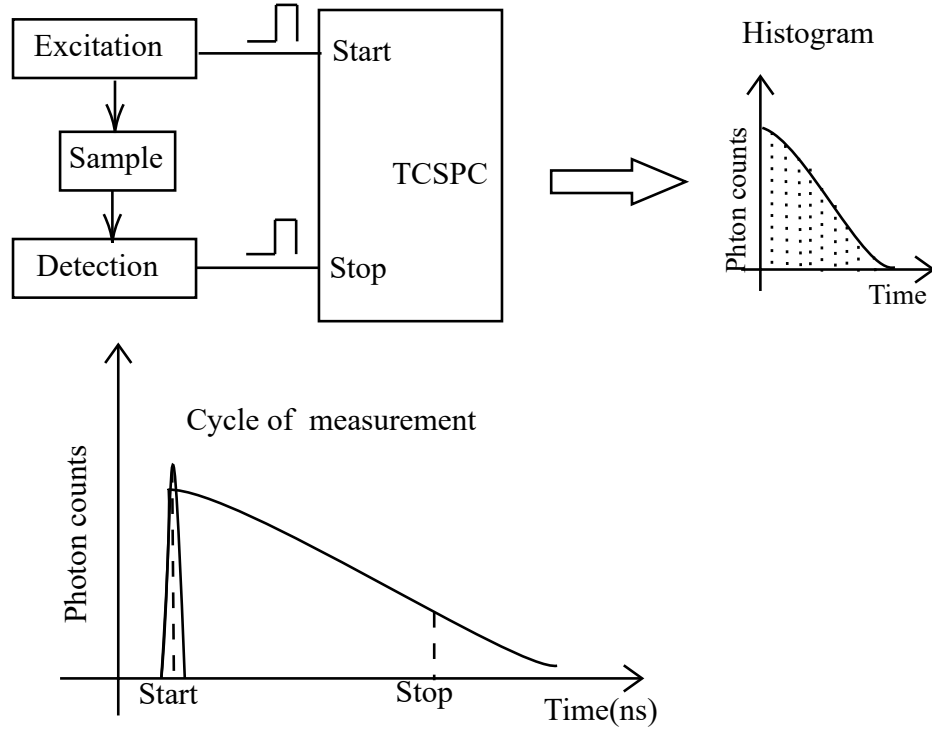 Excitation
Start
Sample
TCSPC
Detection
Stop
Histogram
Phton counts
Time
Cycle of measurement
Photon counts
Start
Stop
Time(ns)